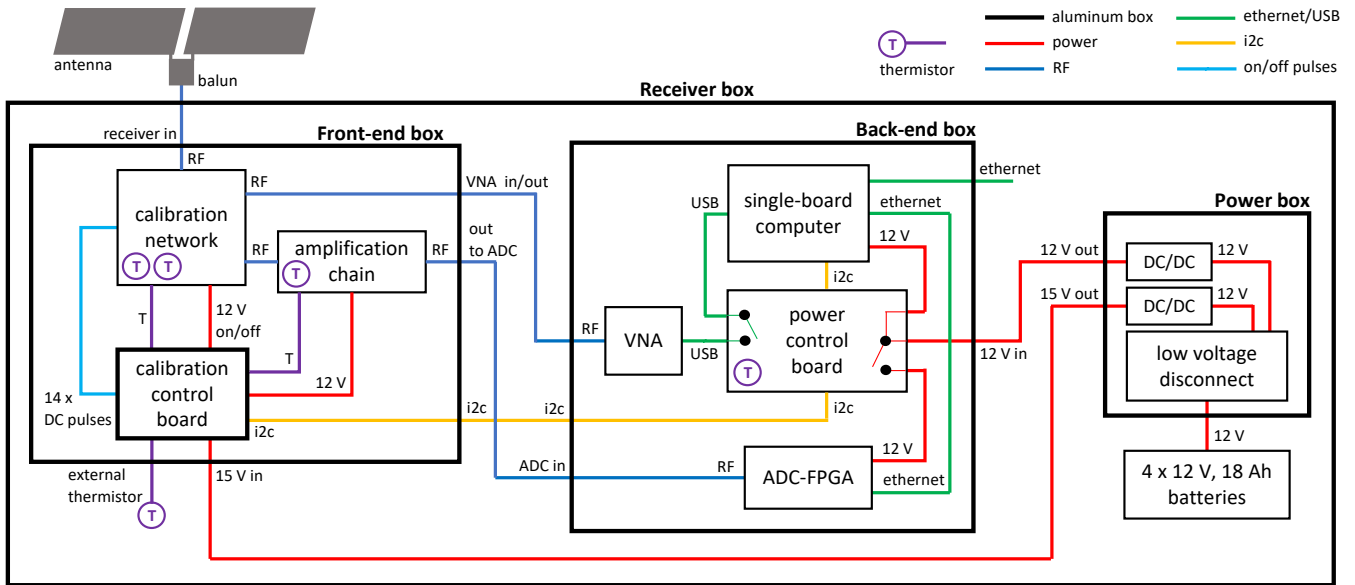 antenna
balun
T
thermistor
aluminum box
power
RF
ethernet/USB
i2c
on/off pulses
Receiver box
receiver in
Front-end box
RF
calibration
network
T
T
RF
VNA in/out
RF
amplification
chain
T
RF
out
to ADC
T
12 V
on/off
T
12 V
calibration
control
board
14 x
DC pulses
i2c
i2c
i2c
external
thermistor
T
15 V in
ADC in
Back-end box
single-board
computer
ethernet
ethernet
USB
12 V
i2c
RF
VNA
USB
power
control
board
T
12 V in
i2c
12 V
RF
ADC-FPGA
ethernet
Power box
12 V out
DC/DC
12 V
15 V out
DC/DC
12 V
low voltage
disconnect
12 V
4 x 12 V, 18 Ah
batteries